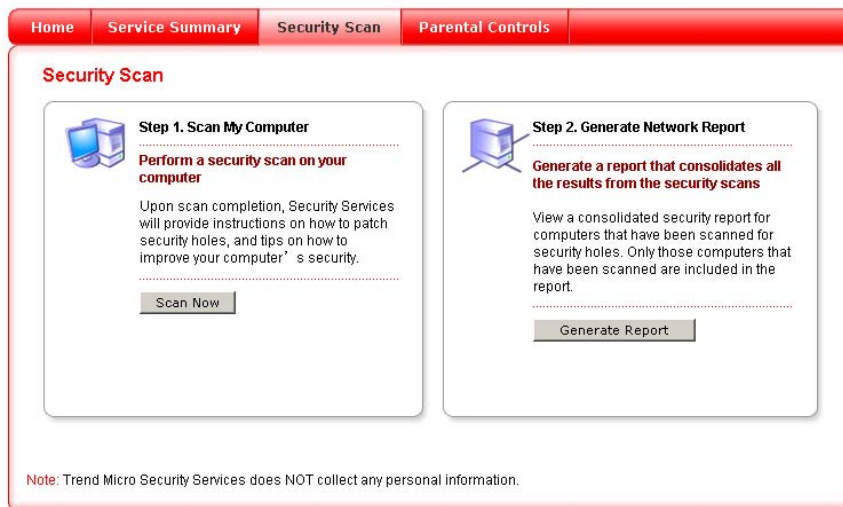 Home Service Summary Security Scan Parental Controls
Security Scan
Step 1. Scan My Computer
Perform a security scan on your
computer
Upon scan completion, Security Services
will provide instructions on how to patch
security holes, and tips on how to
improve your computer’s security.
Scan Now
Step 2. Generate Network Report
Generate a report that consolidates all
the results from the security scans
View a consolidated security report for
computers that have been scanned for
security holes. Only those computers that
have been scanned are included in the
report.
Generate Report
Note: Trend Micro Security Services does NOT collect any personal information.